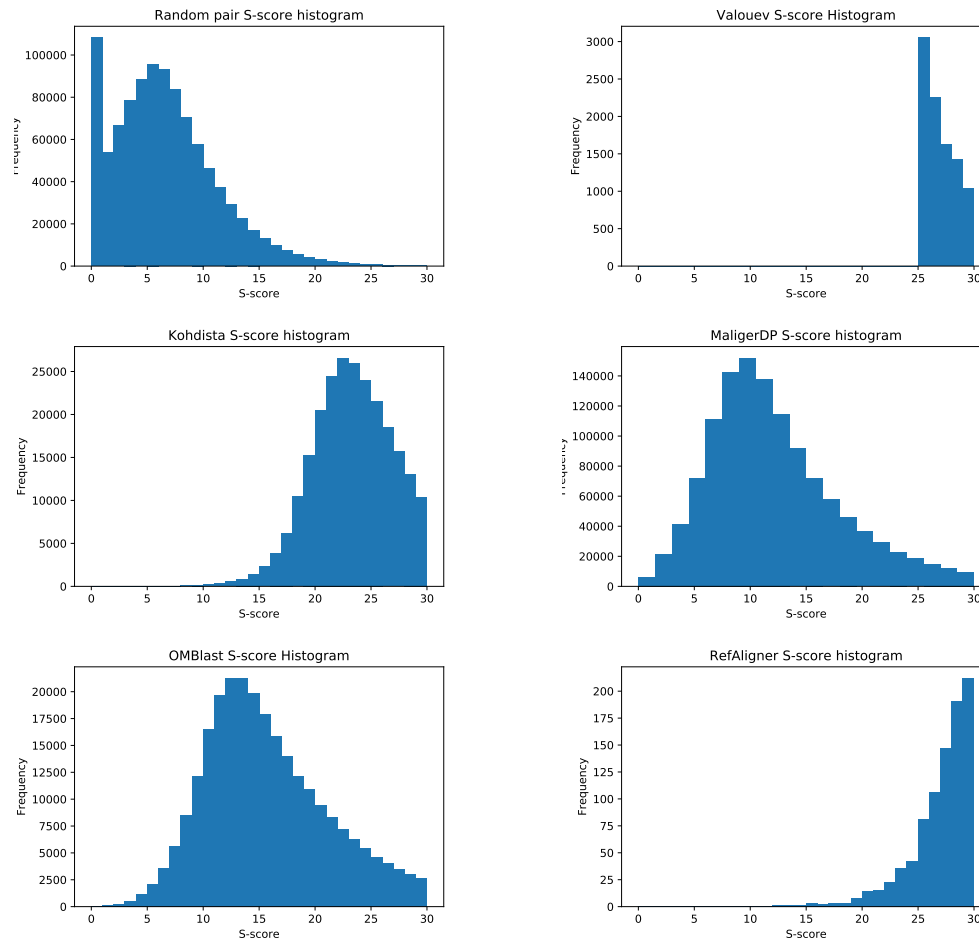 Random pair S-score histogram
100000
80000
60000
40000
20000
0
Frequency
0 5 10 15 20 25 30
S-score
Valouev S-score Histogram
3000
2500
2000
1500
1000
500
0
Frequency
0 5 10 15 20 25 30
S-score
Kohdista S-score histogram
25000
20000
15000
10000
5000
0
Frequency
0 5 10 15 20 25 30
S-score
MaligerDP S-score histogram
140000
120000
100000
80000
60000
40000
20000
0
Frequency
0 5 10 15 20 25 30
S-score
OMBlast S-score Histogram
20000
17500
15000
12500
10000
7500
5000
2500
0
Frequency
0 5 10 15 20 25 30
S-score
RefAligner S-score histogram
200
175
150
125
100
75
50
25
0
Frequency
0 5 10 15 20 25 30
S-score